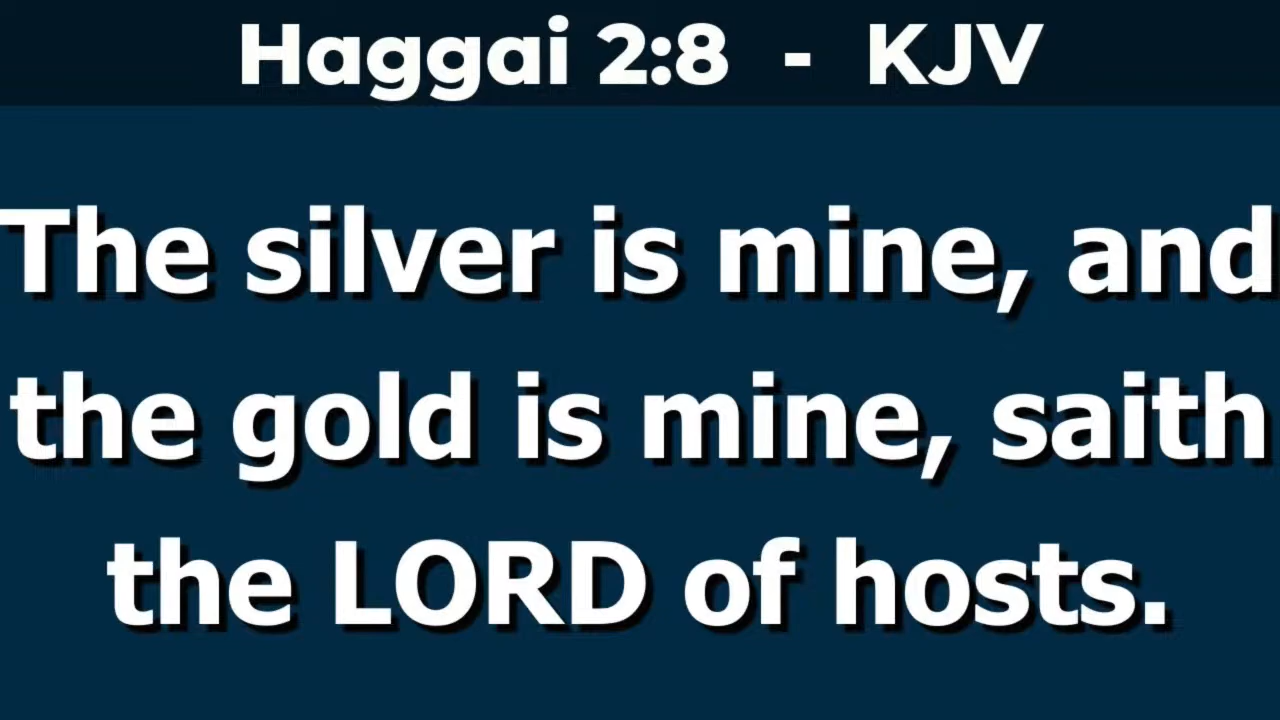 Haggai 2:8 - KJV
The silver is mine, and
the gold is mine, saith
the LORD of hosts.